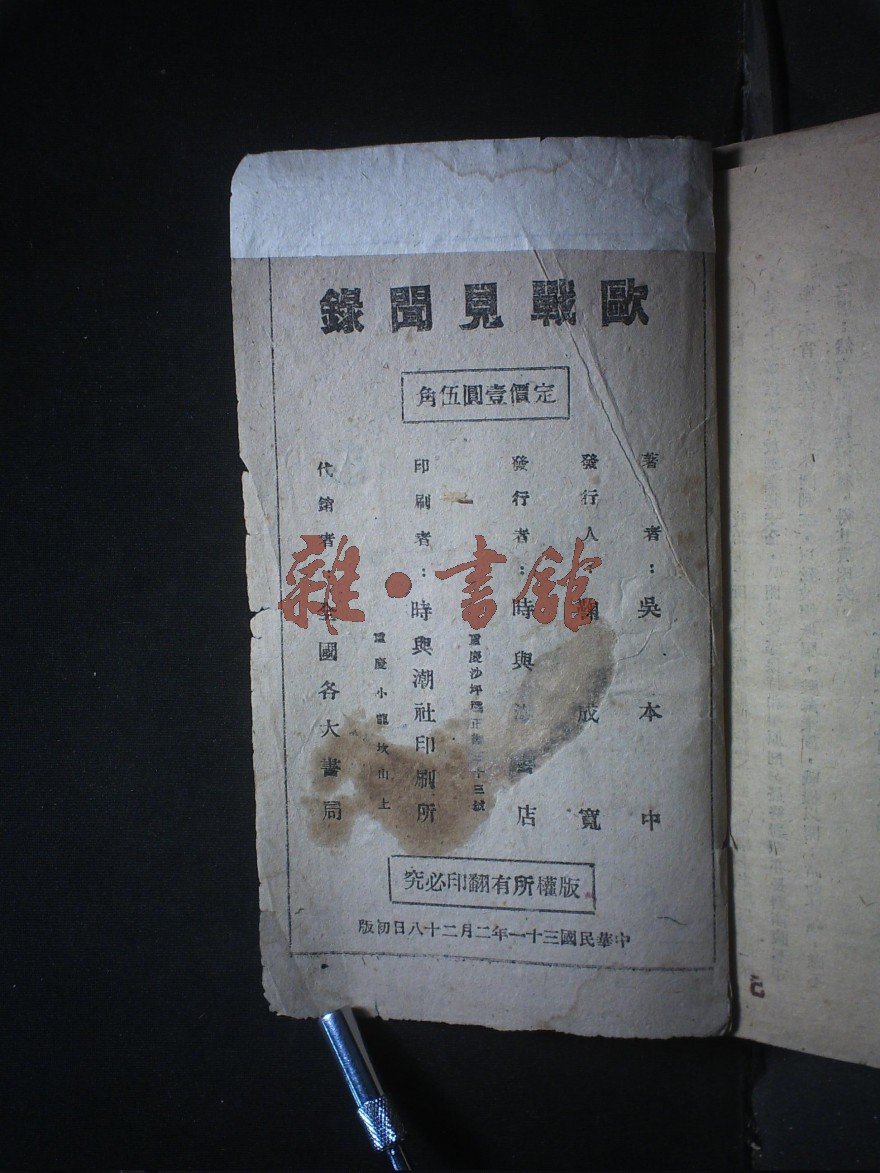 歐戰見聞錄
定價壹圓伍角
著者：吳本中
發行人：鞠成寬
發行者：時與潮書店
重慶沙坪壩正街
印刷者：時與潮社印刷所
重慶小龍坎山上
代銷者：全國各大書局
版權所有翻印必究
中華民國三十一年二月二十八日初版
雜·書館